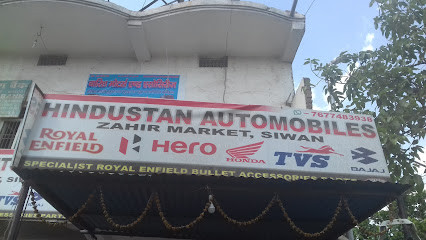 HINDUSTAN AUTOMOBILES
7677483938
ZAHIR MARKET, SIWAN
ROYAL ENFIELD
Hero
HONDA
TVS
BAJAJ
SPECIALIST ROYAL ENFIELD BULLET ACCESSORIES